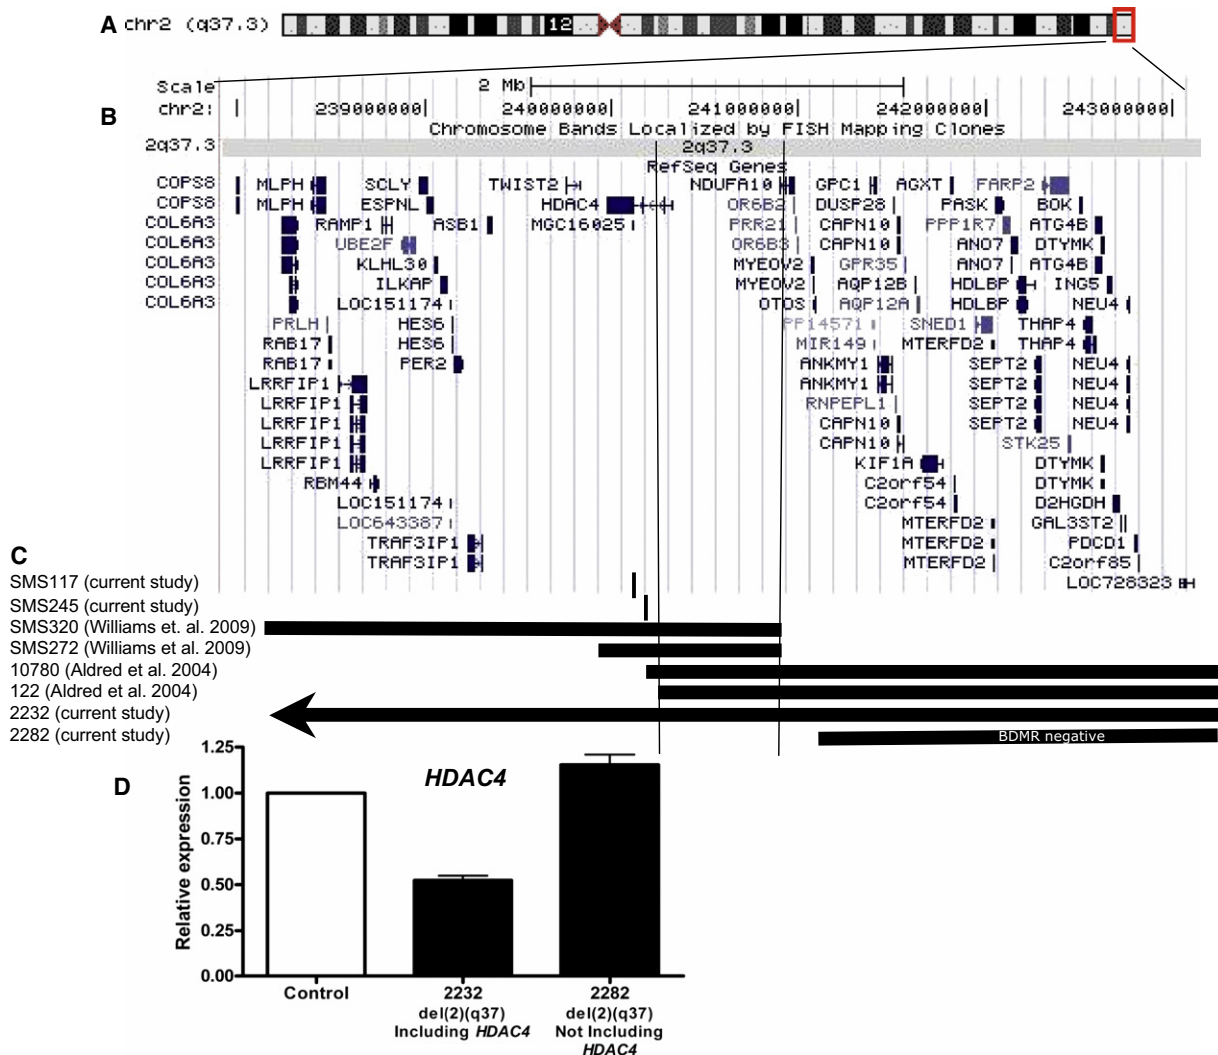 A chr2 (q37.3) 12
Scale 2 Mb
chr2: 239000000 240000000 241000000 242000000 243000000
B
Chromosome Bands Localized by FISH Mapping Clones
2q37.3 2q37.3
RefSeq Genes
COPS8 MLPH SCLY TWIST2 NDUFA10 GPC1 AGXT FARP2
COPS8 MLPH ESPNL HDAC4 OR6B2 DUSP28 PASK BOK
COL6A3 RAMP1 ASB1 MGC16025 PRR21 CAPN10 PPP1R7 ATG4B
COL6A3 UBE2F OR6B3 CAPN10 ANO7 DTYMK
COL6A3 KLHL30 MYEOV2 GPR35 ANO7 ATG4B
COL6A3 ILKAP MYEOV2 AQP12B HDLBP ING5
COL6A3 LOC151174 OTOS AQP12A HDLBP NEU4
PRLH HES6 PP14571 SNED1 THAP4
RAB17 HES6 MIR149 MTERFD2 THAP4
RAB17 PER2 ANKMY1 SEPT2 NEU4
LRRFIP1 ANKMY1 SEPT2 NEU4
LRRFIP1 RNPEPL1 SEPT2 NEU4
LRRFIP1 CAPN10 SEPT2 NEU4
LRRFIP1 CAPN10 STK25
LRRFIP1 KIF1A DTYMK
RBM44 C2orf54 DTYMK
LOC151174 C2orf54 D2HGDH
LOC643387 MTERFD2 GAL3ST2
TRAF3IP1 MTERFD2 PDCD1
TRAF3IP1 MTERFD2 C2orf85
C
LOC728323
SMS117 (current study)
SMS245 (current study)
SMS320 (Williams et. al. 2009)
SMS272 (Williams et al. 2009)
10780 (Aldred et al. 2004)
122 (Aldred et al. 2004)
2232 (current study)
2282 (current study) BDMR negative
D
HDAC4
Relative expression
1.25
1.00
0.75
0.50
0.25
0.00
Control 2232 2282
del(2)(q37) del(2)(q37)
Including HDAC4 Not Including
HDAC4